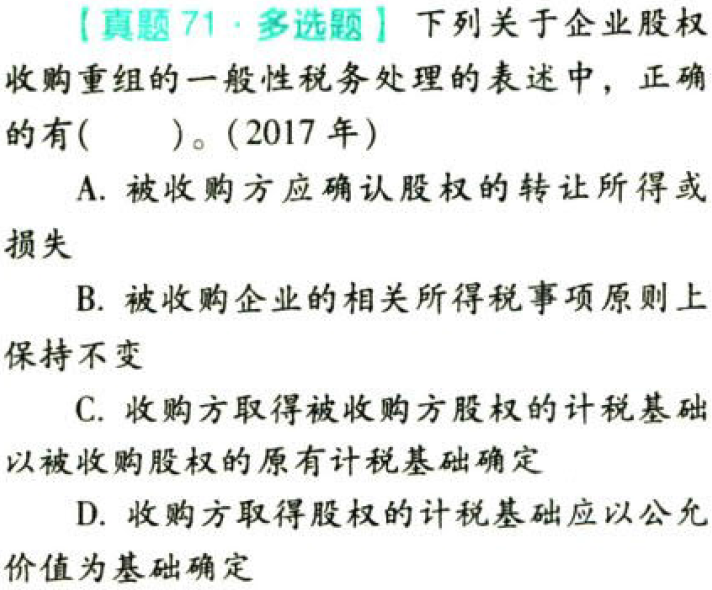 【真题 71·多选题】 下列关于企业股权
收购重组的一般性税务处理的表述中，正确
的有(　　)。(2017 年)
A. 被收购方应确认股权的转让所得或
损失
B. 被收购企业的相关所得税事项原则上
保持不变
C. 收购方取得被收购方股权的计税基础
以被收购股权的原有计税基础确定
D. 收购方取得股权的计税基础应以公允
价值为基础确定